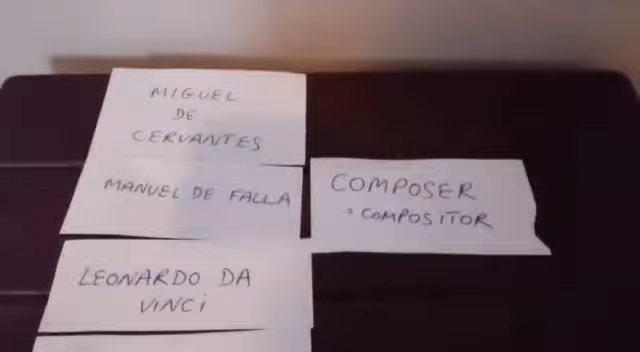 MIGUEL
DE
CERVANTES
MANUEL DE FALLA
COMPOSER
= COMPOSITOR
LEONARDO DA
VINCI